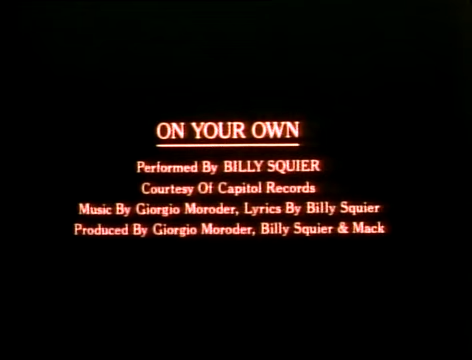 ON YOUR OWN
Performed By BILLY SQUIER
Courtesy Of Capitol Records
Music By Giorgio Moroder, Lyrics By Billy Squier
Produced By Giorgio Moroder, Billy Squier & Mack